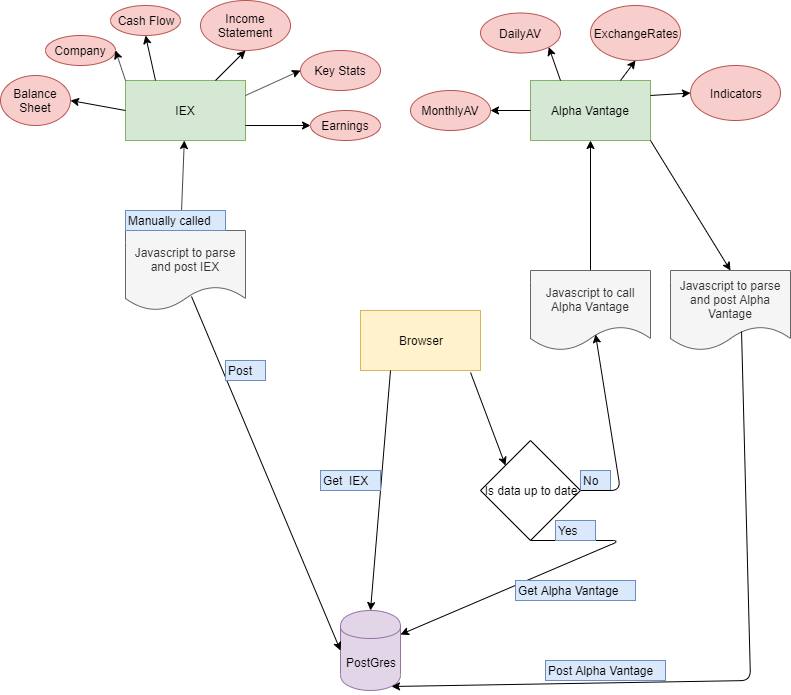 Cash Flow
Income
Statement
Company
Key Stats
Balance
Sheet
IEX
Earnings
DailyAV
ExchangeRates
MonthlyAV
Alpha Vantage
Indicators
Manually called
Javascript to parse
and post IEX
Javascript to call
Alpha Vantage
Javascript to parse
and post Alpha
Vantage
Browser
Post
Get IEX
Is data up to date
No
Yes
Get Alpha Vantage
PostGres
Post Alpha Vantage